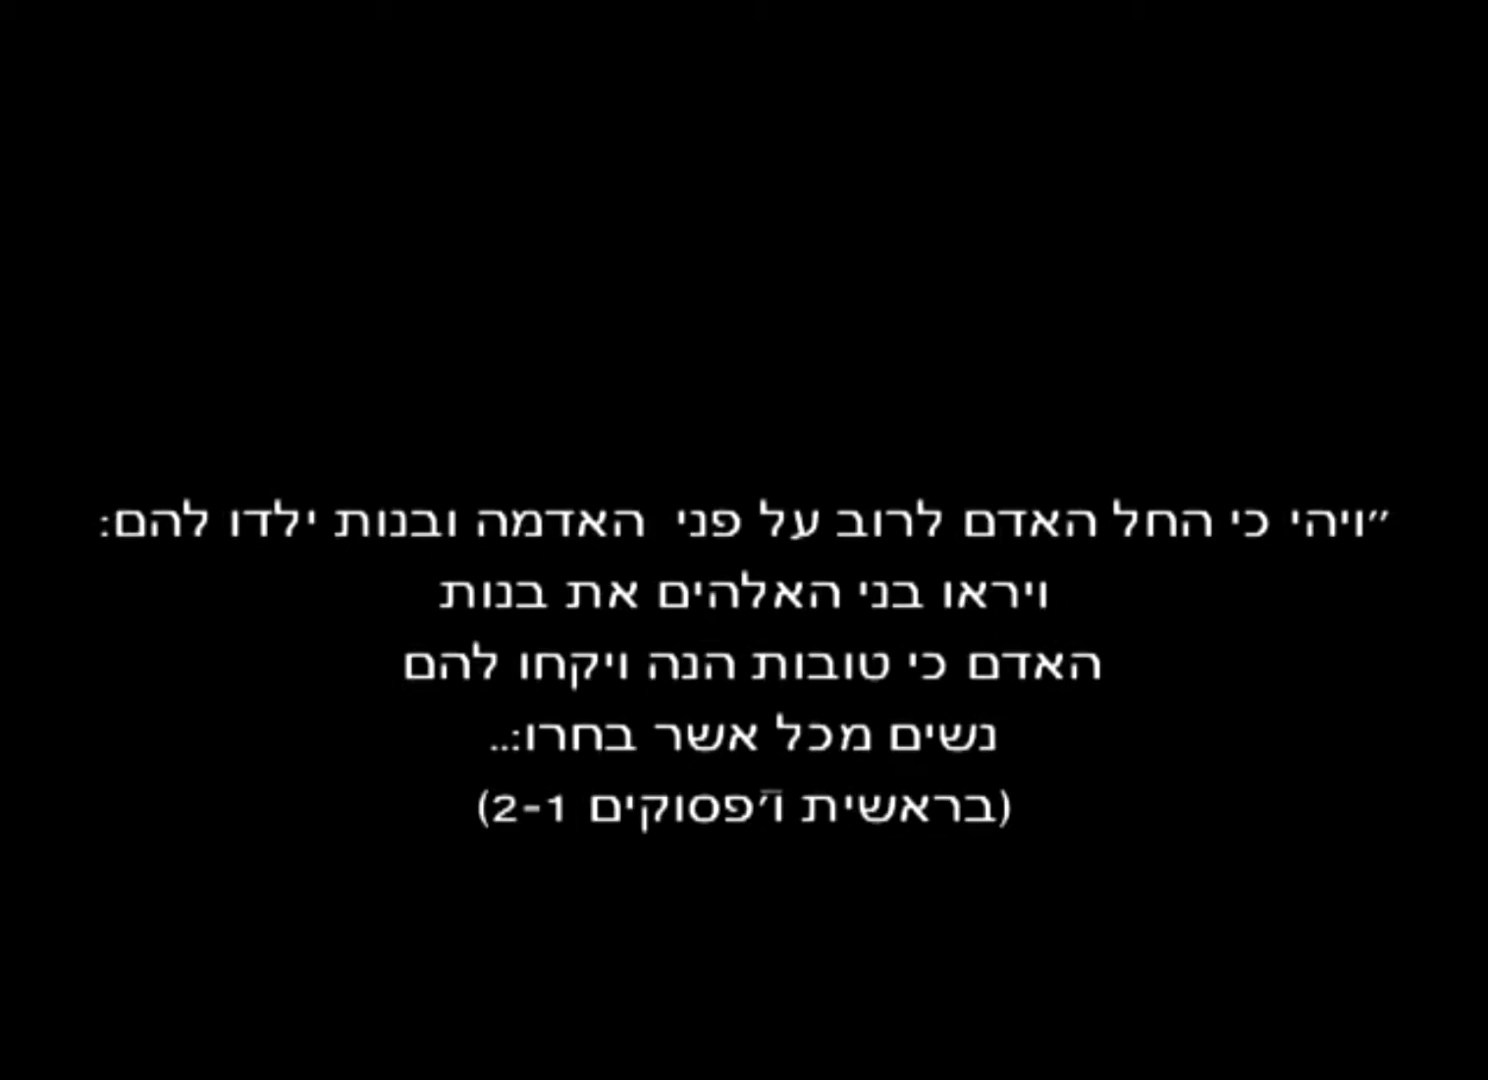 ״ויהי כי החל האדם לרוב על פני האדמה ובנות ילדו להם:
ויראו בני האלהים את בנות
האדם כי טובות הנה ויקחו להם
נשים מכל אשר בחרו:..
(בראשית ו׳פסוקים 2-1)